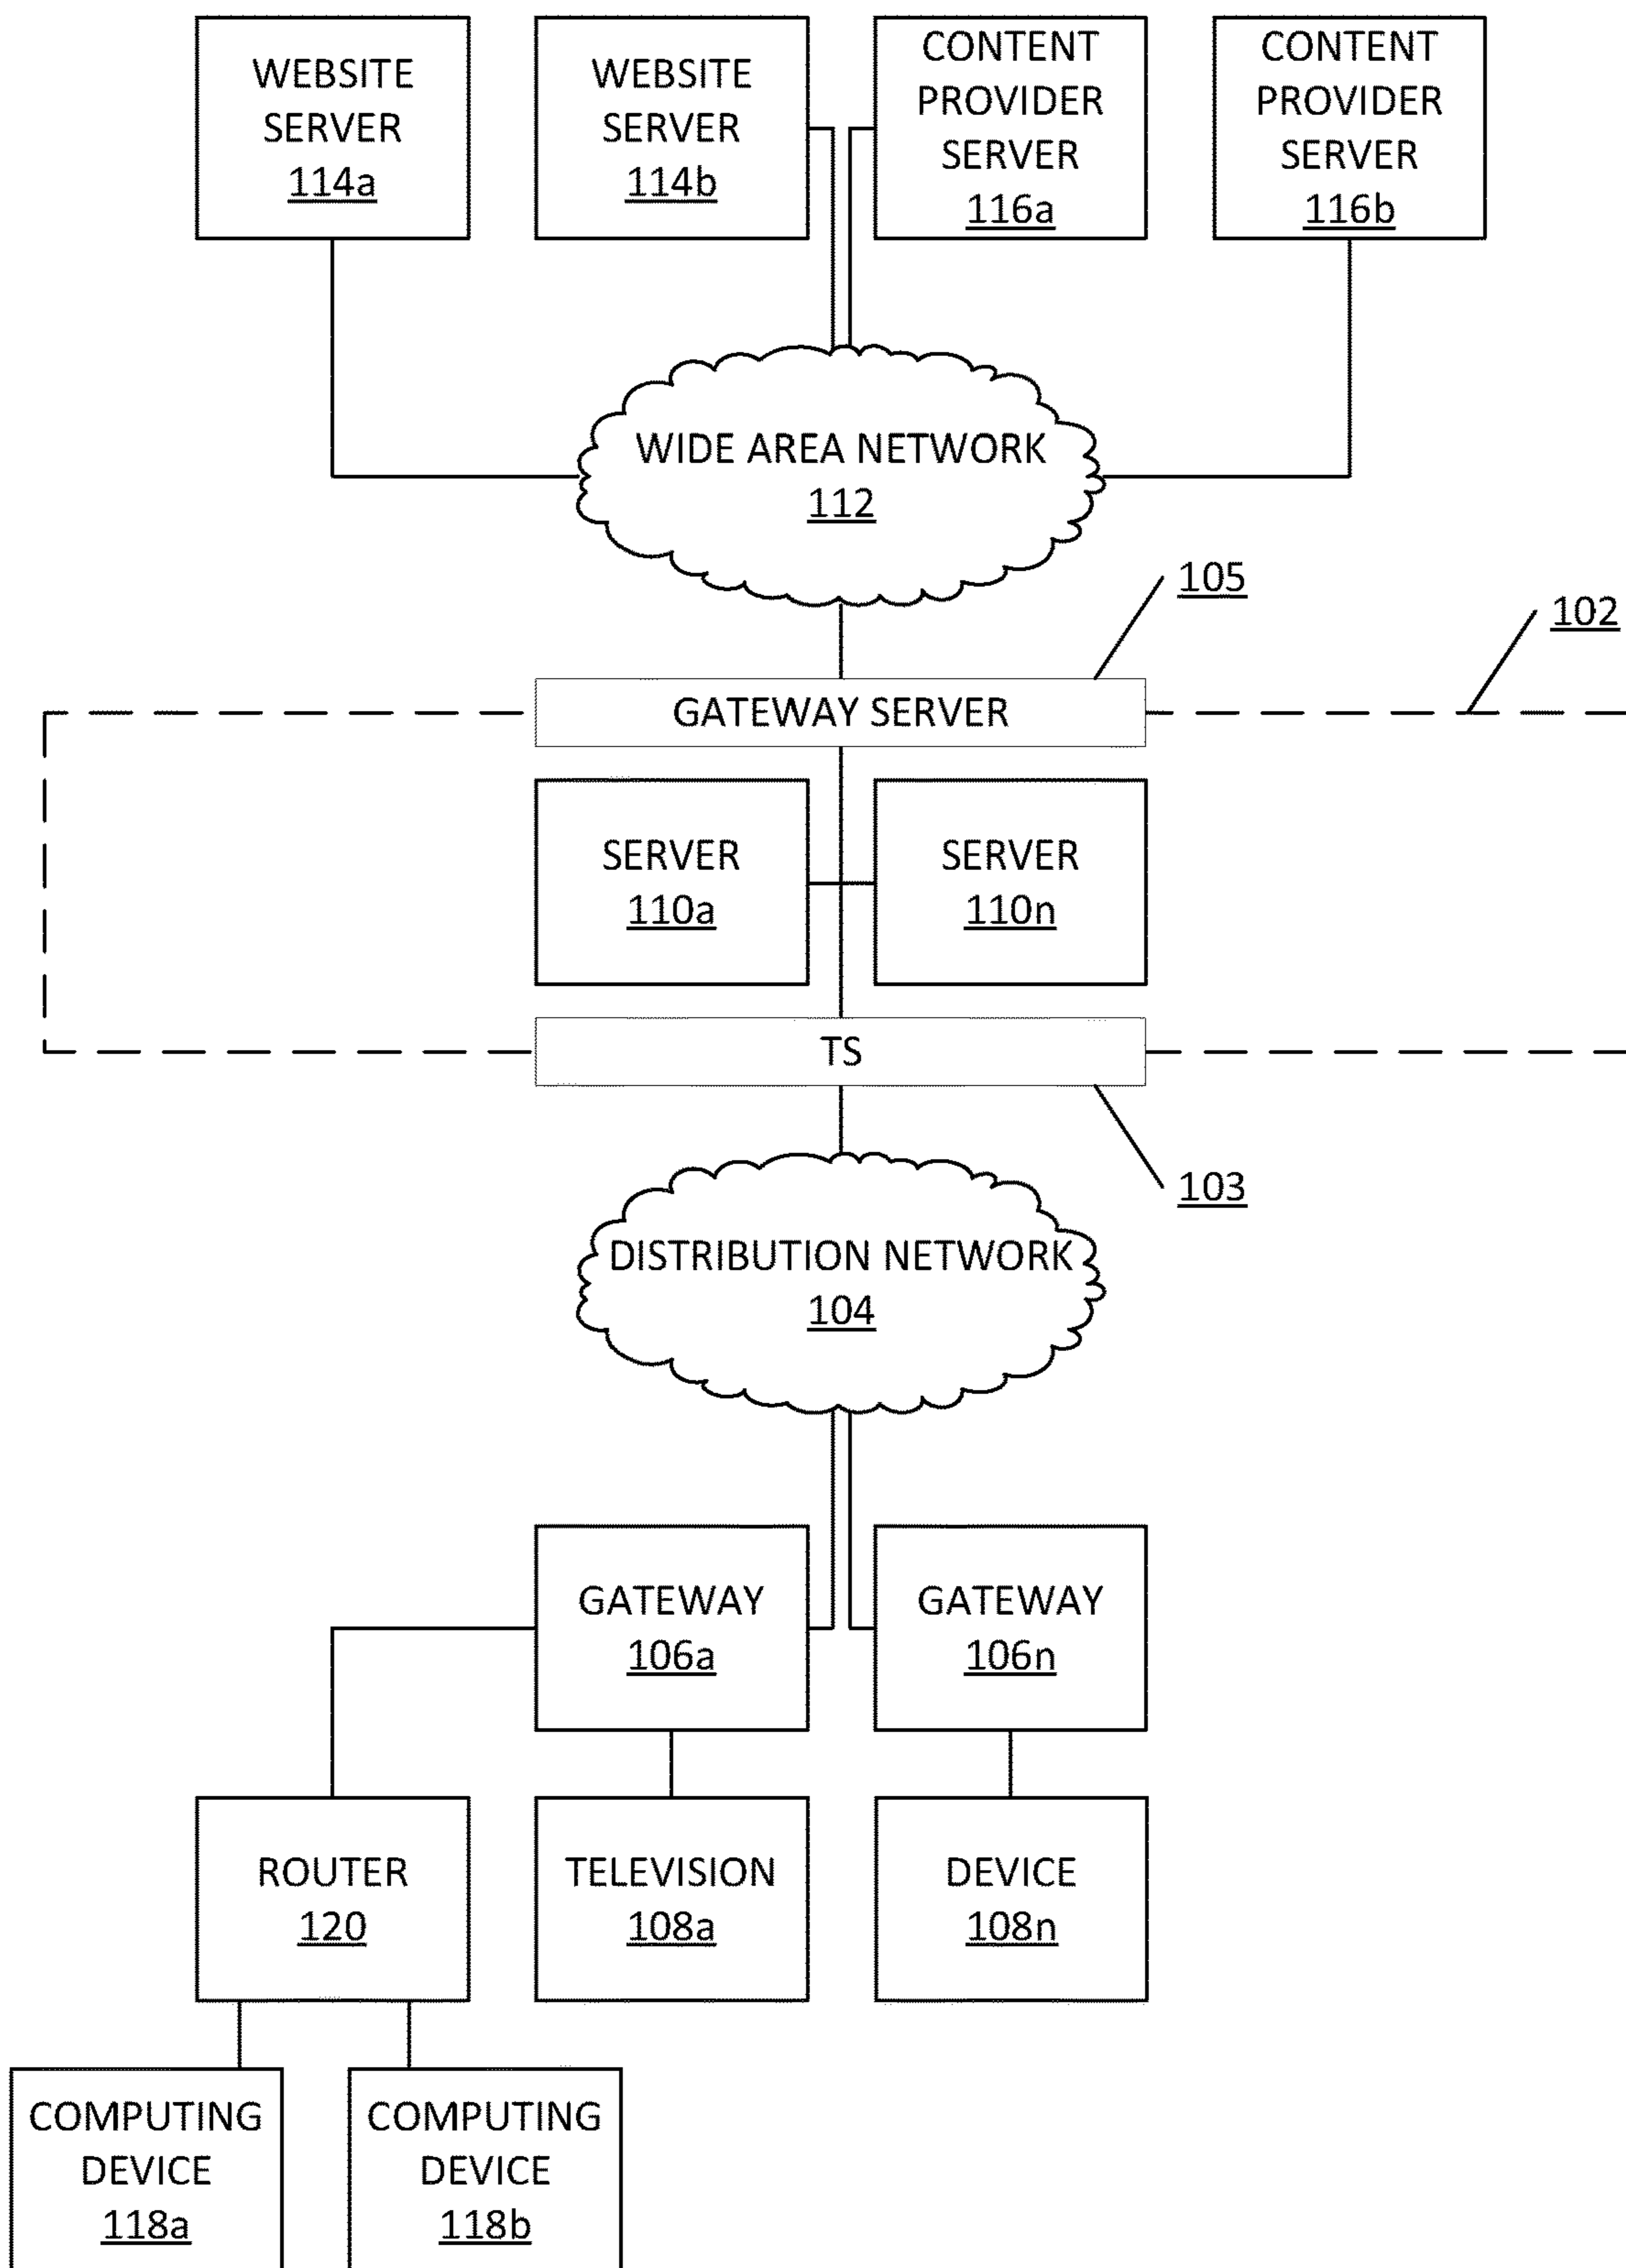 WEBSITE
SERVER
114a
WEBSITE
SERVER
114b
CONTENT
PROVIDER
SERVER
116a
CONTENT
PROVIDER
SERVER
116b
WIDE AREA NETWORK
112
105
102
GATEWAY SERVER
SERVER
110a
SERVER
110n
TS
103
DISTRIBUTION NETWORK
104
GATEWAY
106a
GATEWAY
106n
ROUTER
120
TELEVISION
108a
DEVICE
108n
COMPUTING
DEVICE
118a
COMPUTING
DEVICE
118b